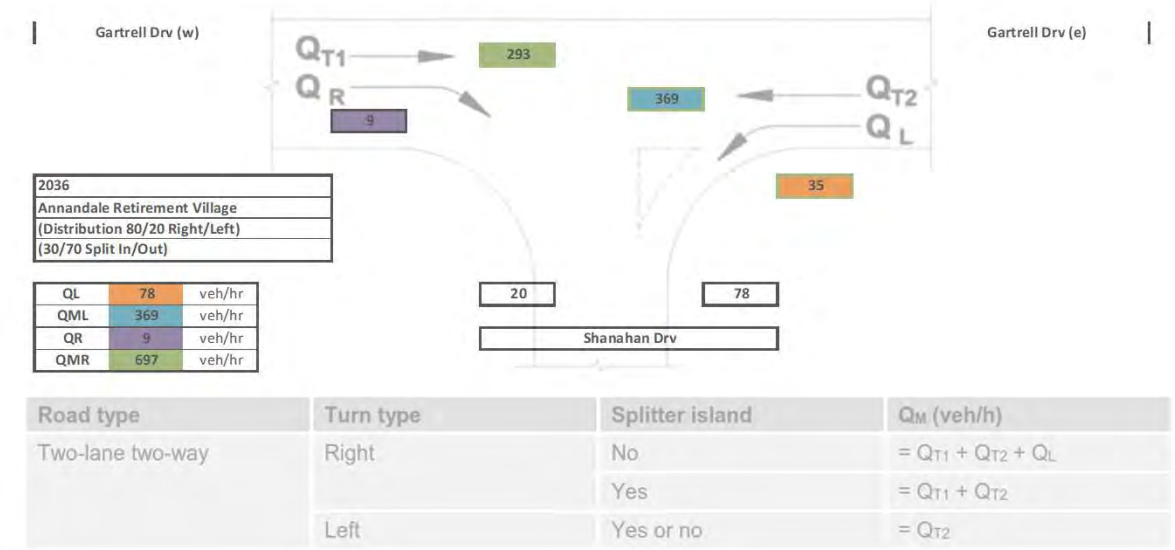 Gartrell Drv (w)
Gartrell Drv (e)
QT1
293
QR
9
369
QT2
QL
35
2036
Annandale Retirement Village
(Distribution 80/20 Right/Left)
(30/70 Split In/Out)
QL 78 veh/hr
QML 369 veh/hr
QR 9 veh/hr
QMR 697 veh/hr
20
78
Shanahan Drv
Road type Turn type Splitter island QM (veh/h)
Two-lane two-way Right No = QT1 + QT2 + QL
Yes = QT1 + QT2
Left Yes or no = QT2